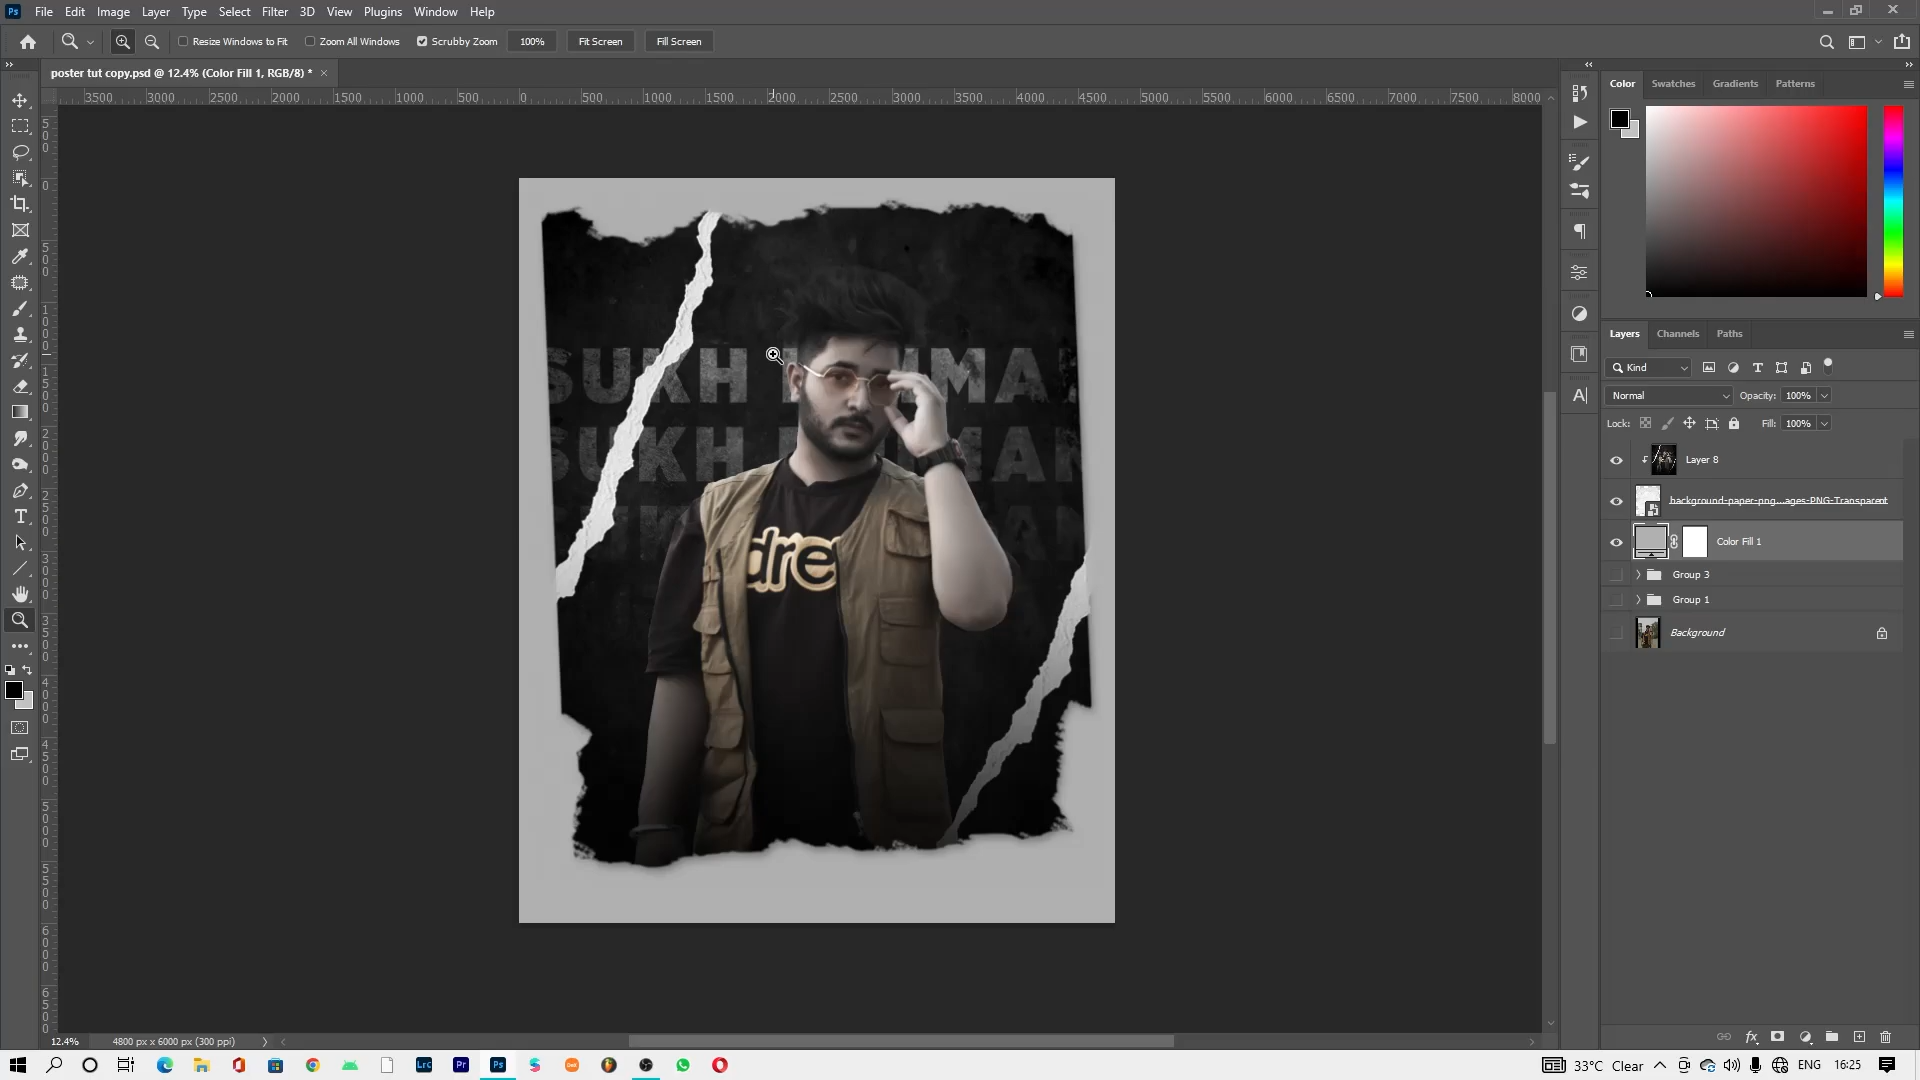 Ps File Edit Image Layer Type Select Filter 3D View Plugins Window Help
Resize Windows to Fit Zoom All Windows Scrubby Zoom 100% Fit Screen Fill Screen
poster tut copy.psd @ 12.4% (Color Fill 1, RGB/8) * ×
3500 3000 2500 2000 1500 1000 500 0 500 1000 1500 2000 2500 3000 3500 4000 4500 5000 5500 6000 6500 7000 7500 8000
Color Swatches Gradients Patterns
Layers Channels Paths
Kind
Normal Opacity: 100%
Lock: Fill: 100%
Layer 8
background-paper-png...ages-PNG-Transparent
Color Fill 1
Group 3
Group 1
Background
SUKH
SUKH
dre
12.4% 4800 px x 6000 px (300 ppi)
Lrc Pr Ps
33°C Clear ENG 16:25